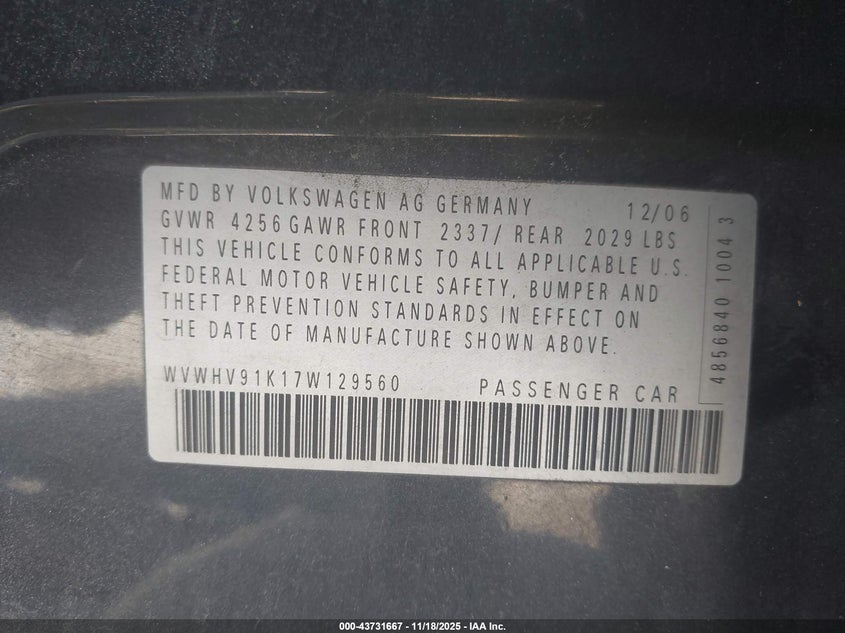 MFD BY VOLKSWAGEN AG GERMANY 12/06
GVWR 4256 GAWR FRONT 2337/ REAR 2029 LBS
THIS VEHICLE CONFORMS TO ALL APPLICABLE U.S.
FEDERAL MOTOR VEHICLE SAFETY, BUMPER AND
THEFT PREVENTION STANDARDS IN EFFECT ON
THE DATE OF MANUFACTURE SHOWN ABOVE.
WVWHV91K17W129560 PASSENGER CAR
4856840 1004 3
000-43731667 - 11/18/2025 - IAA Inc.